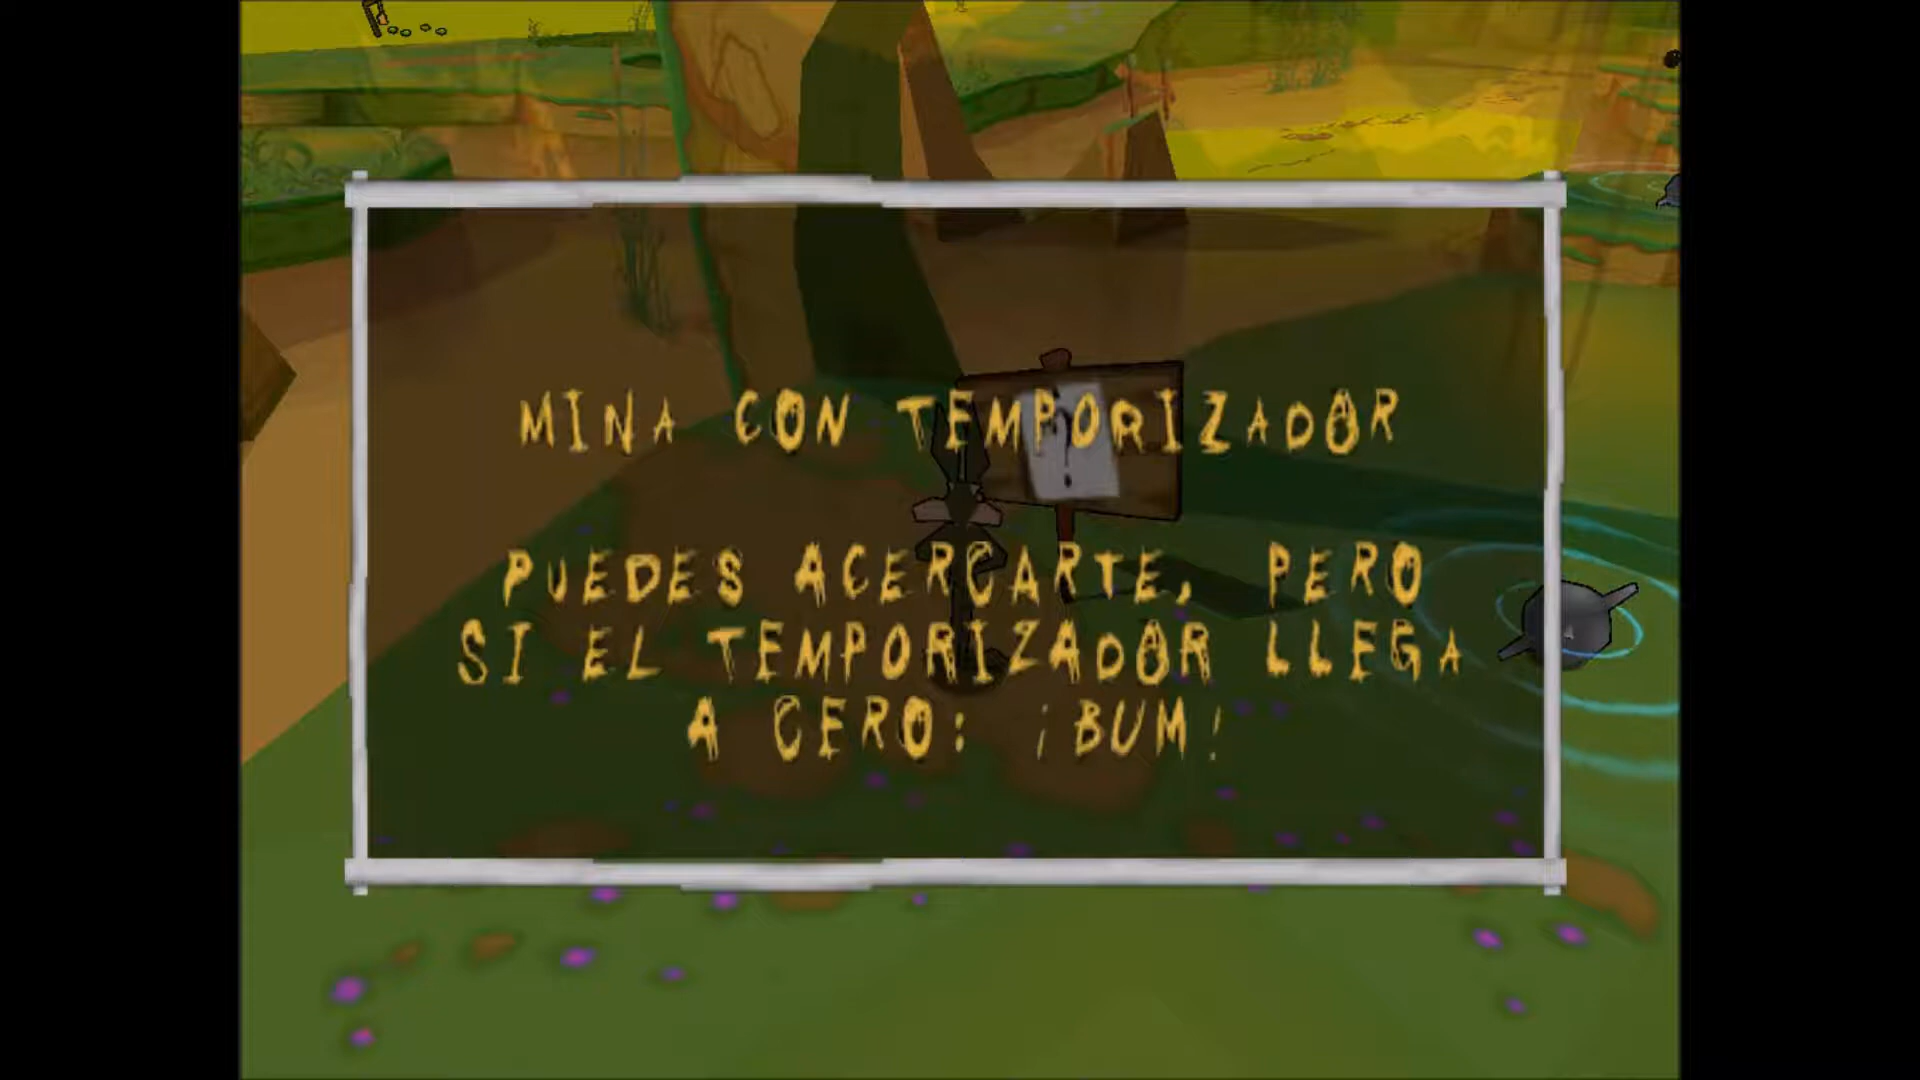 MINA CON TEMPORIZADOR
PUEDES ACERCARTE, PERO
SI EL TEMPORIZADOR LLEGA
A CERO: ¡BUM!